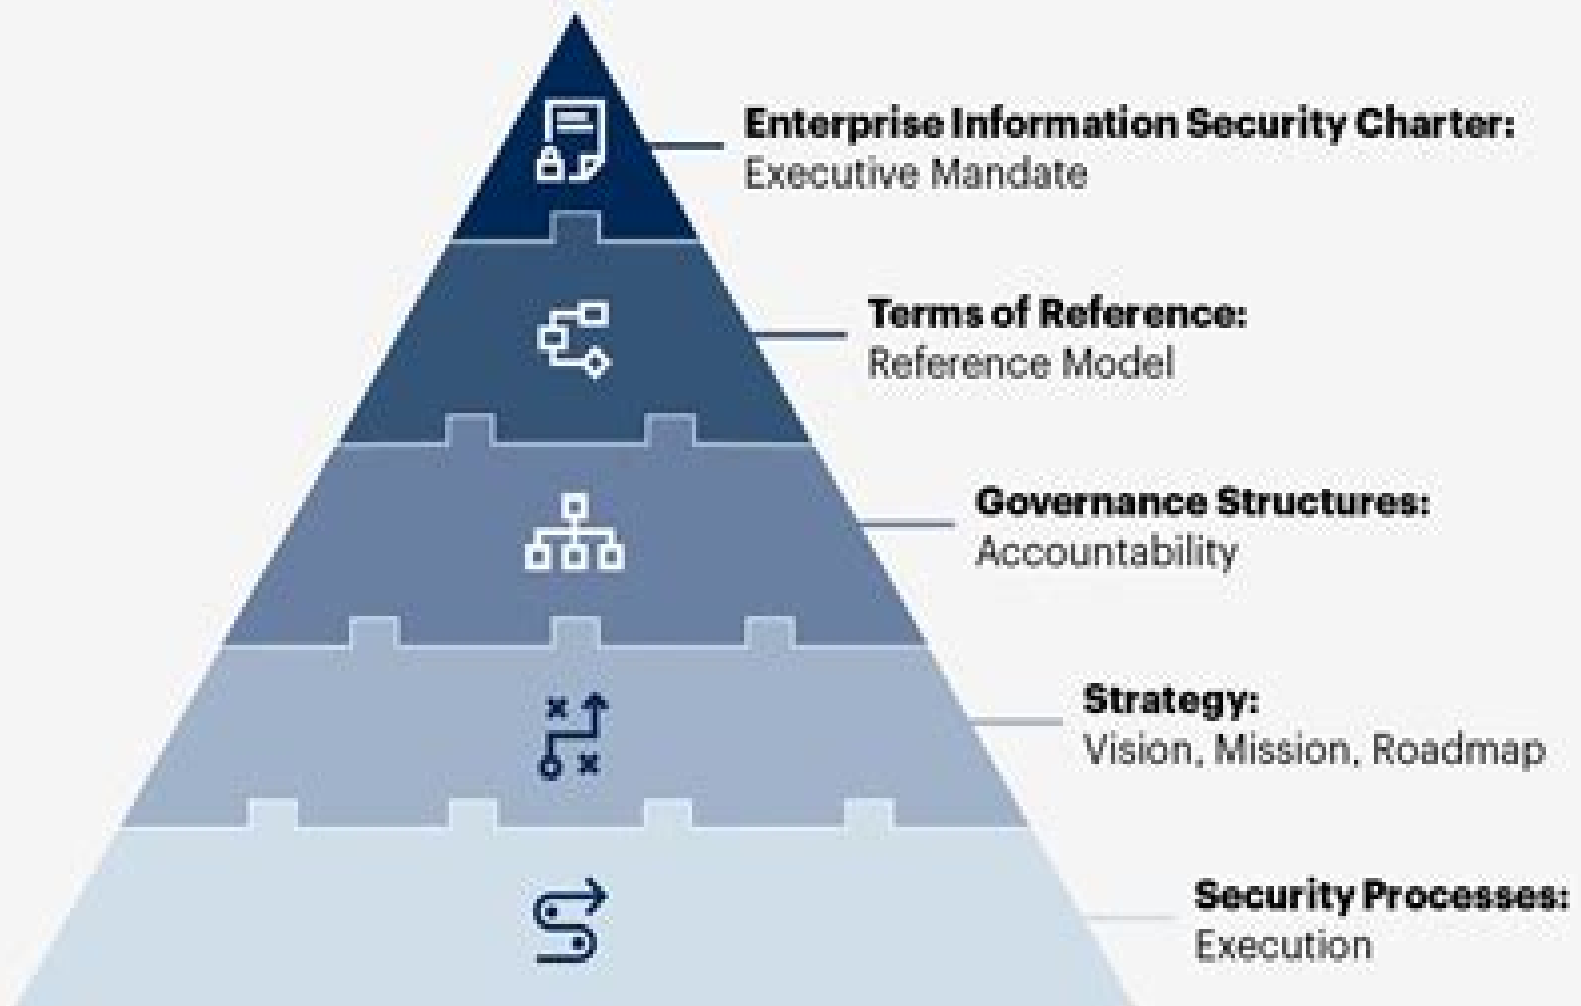 Enterprise Information Security Charter:
Executive Mandate
Terms of Reference:
Reference Model
Governance Structures:
Accountability
Strategy:
Vision, Mission, Roadmap
Security Processes:
Execution